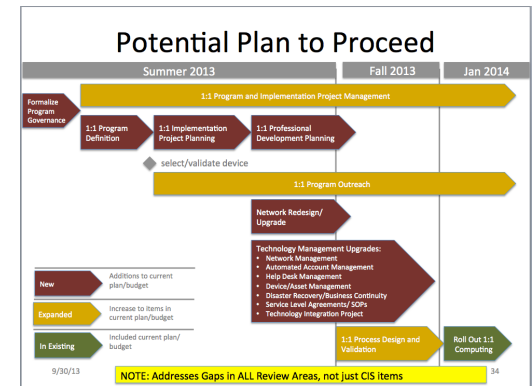 Potential Plan to Proceed
Summer 2013
Fall 2013
Jan 2014
Formalize
Program
Governance
1:1 Program and Implementation Project Management
1:1 Program
Definition
1:1 Implementation
Project Planning
1:1 Professional
Development Planning
select/validate device
1:1 Program Outreach
Network Redesign/
Upgrade
Technology Management Upgrades:
• Network Management
• Automated Account Management
• Help Desk Management
• Device/Asset Management
• Disaster Recovery/Business Continuity
• Service Level Agreements/ SOPs
• Technology Integration Project
New
Additions to current
plan/budget
Expanded
Increase to items in
current plan/budget
In Existing
Included current plan/
budget
1:1 Process Design and
Validation
Roll Out 1:1
Computing
9/30/13
NOTE: Addresses Gaps in ALL Review Areas, not just CIS items
34